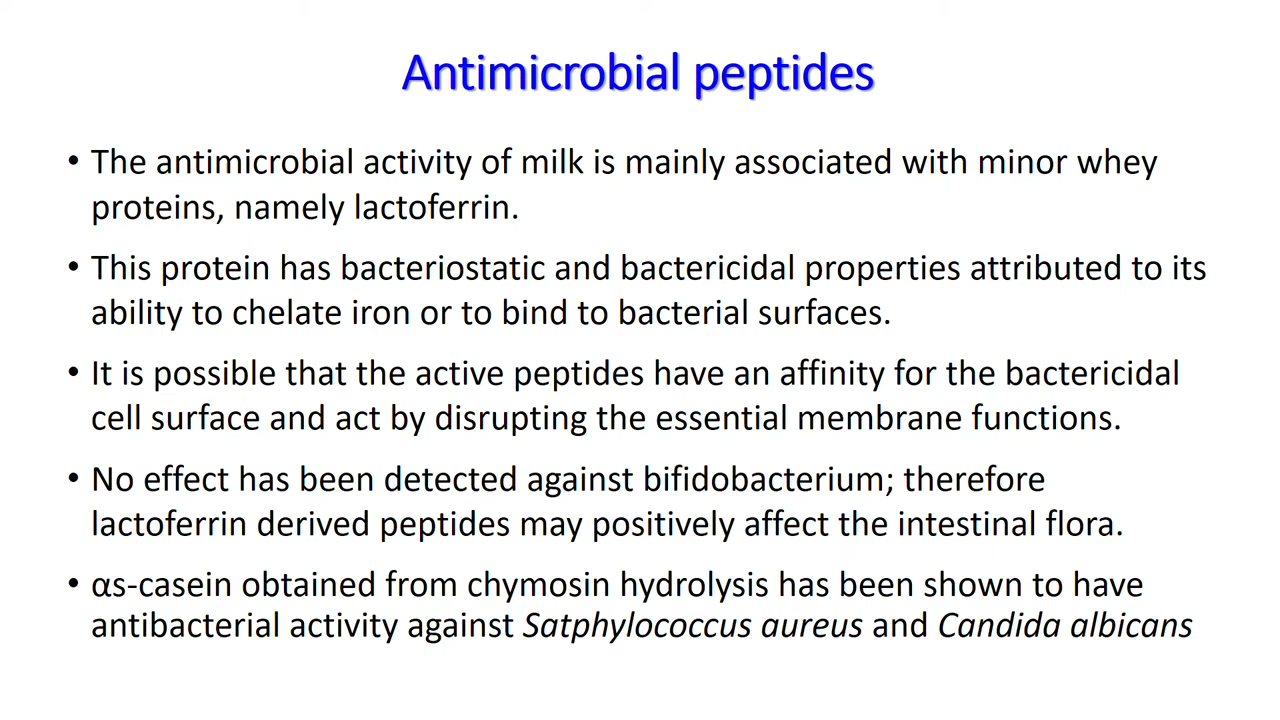 Antimicrobial peptides
• The antimicrobial activity of milk is mainly associated with minor whey
proteins, namely lactoferrin.
• This protein has bacteriostatic and bactericidal properties attributed to its
ability to chelate iron or to bind to bacterial surfaces.
• It is possible that the active peptides have an affinity for the bactericidal
cell surface and act by disrupting the essential membrane functions.
• No effect has been detected against bifidobacterium; therefore
lactoferrin derived peptides may positively affect the intestinal flora.
• αs-casein obtained from chymosin hydrolysis has been shown to have
antibacterial activity against Satphylococcus aureus and Candida albicans